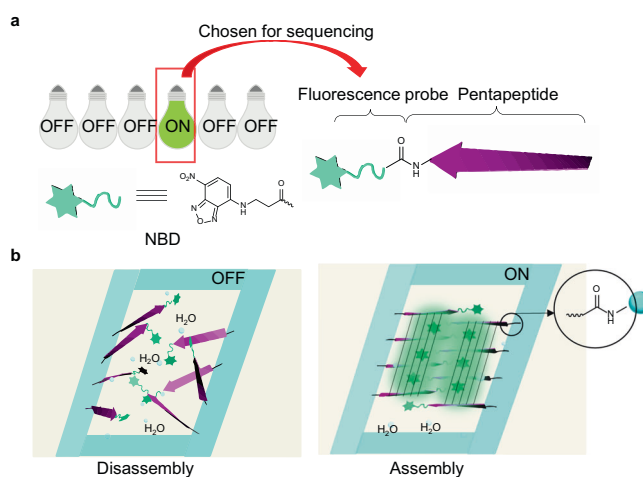 a
Chosen for sequencing
Fluorescence probe Pentapeptide
OFF OFF OFF ON OFF OFF
O
N
H
O₂N
N
O
N
N
H
O
NBD
b
OFF
H₂O
H₂O
H₂O
Disassembly
ON
H₂O H₂O
O
N
H
Assembly